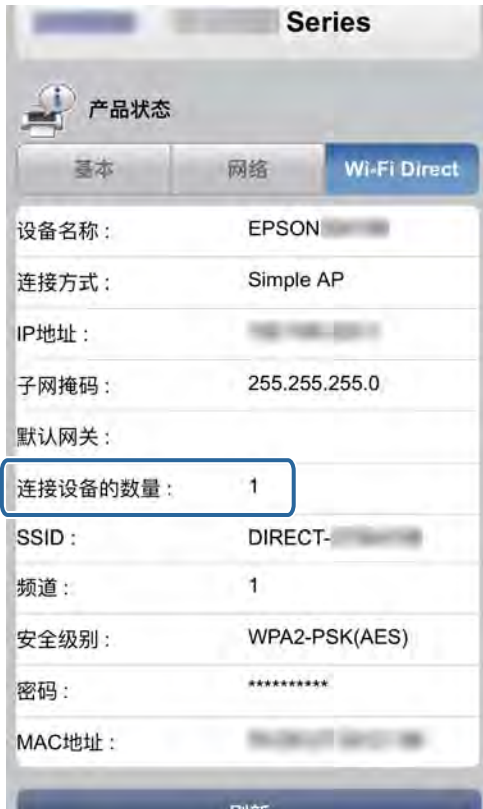 Series
产品状态
基本 网络 Wi-Fi Direct
设备名称 : EPSON
连接方式 : Simple AP
IP地址 :
子网掩码 : 255.255.255.0
默认网关 :
连接设备的数量 : 1
SSID : DIRECT-
频道 : 1
安全级别 : WPA2-PSK(AES)
密码 : **********
MAC地址 :
刷新